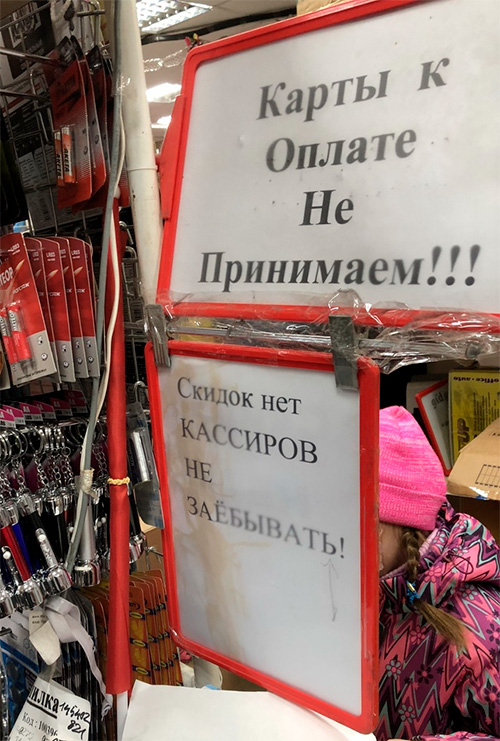 Карты к
Оплате
Не
Принимаем!!!
Скидок нет
КАССИРОВ
НЕ
ЗАЁБЫВАТЬ!